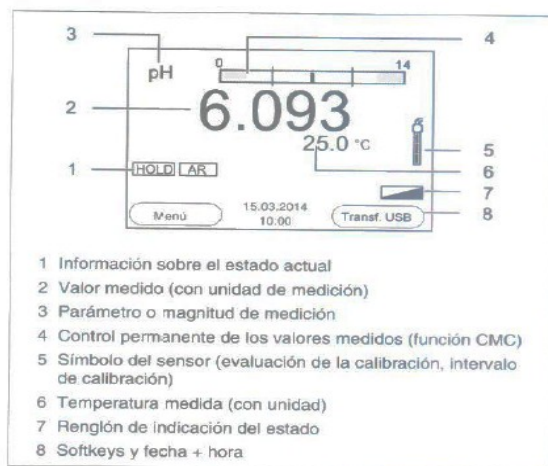 3
4
0
14
pH
2
6.093
25.0 °C
5
6
1
HOLD AR
7
Menú
15.03.2014
10:00
Transf. USB
8
1 Información sobre el estado actual
2 Valor medido (con unidad de medición)
3 Parámetro o magnitud de medición
4 Control permanente de los valores medidos (función CMC)
5 Símbolo del sensor (evaluación de la calibración, intervalo
de calibración)
6 Temperatura medida (con unidad)
7 Renglón de indicación del estado
8 Softkeys y fecha + hora